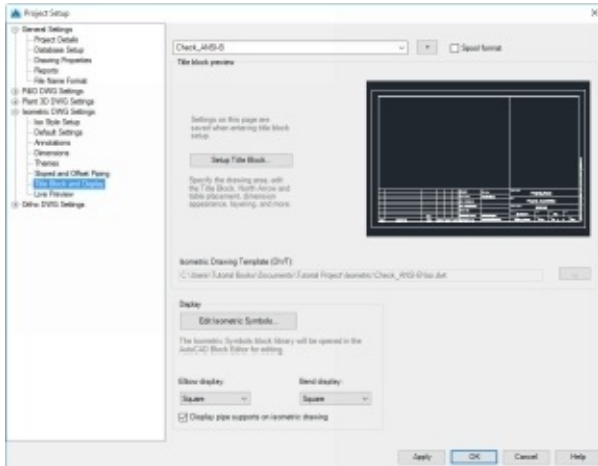 Project Setup
General Settings
Project Details
Database Setup
Drawing Properties
Reports
File Name Format
P&ID DWG Settings
Plant 3D DWG Settings
Isometric DWG Settings
Iso Style Setup
Default Settings
Annotations
Dimensions
Themes
Sloped and Offset Piping
Title Block and Display
Live Preview
Ortho DWG Settings
Check_ANSI-B
Spool format
Title block preview
Settings on this page are
saved when entering title block
setup.
Setup Title Block...
Specify the drawing area, edit
the Title Block, North Arrow and
table placement, dimension
appearance, layering, and more.
Isometric Drawing Template (DWT):
C:\Users\Tutorial Books\Documents\Tutorial Project\Isometric\Check_ANSI-B\iso.dwt
...
Display
Edit Isometric Symbols...
The Isometric Symbols block library will be opened in the
AutoCAD Block Editor for editing.
Elbow display:
Bend display:
Square
Square
Display pipe supports on isometric drawing
Apply
OK
Cancel
Help